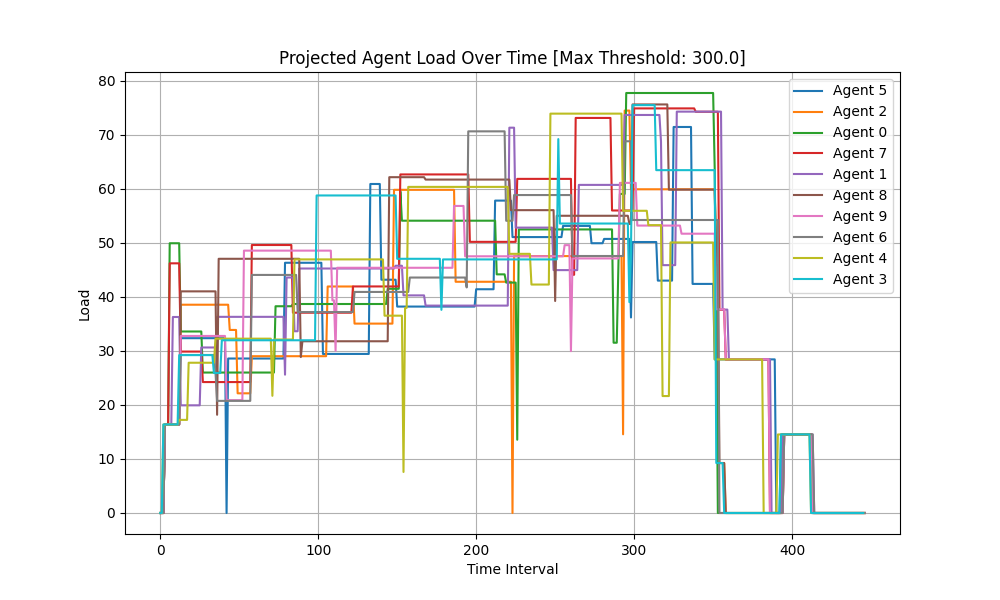 Projected Agent Load Over Time [Max Threshold: 300.0]
Load
80
70
60
50
40
30
20
10
0
0 100 200 300 400
Time Interval
Agent 5
Agent 2
Agent 0
Agent 7
Agent 1
Agent 8
Agent 9
Agent 6
Agent 4
Agent 3